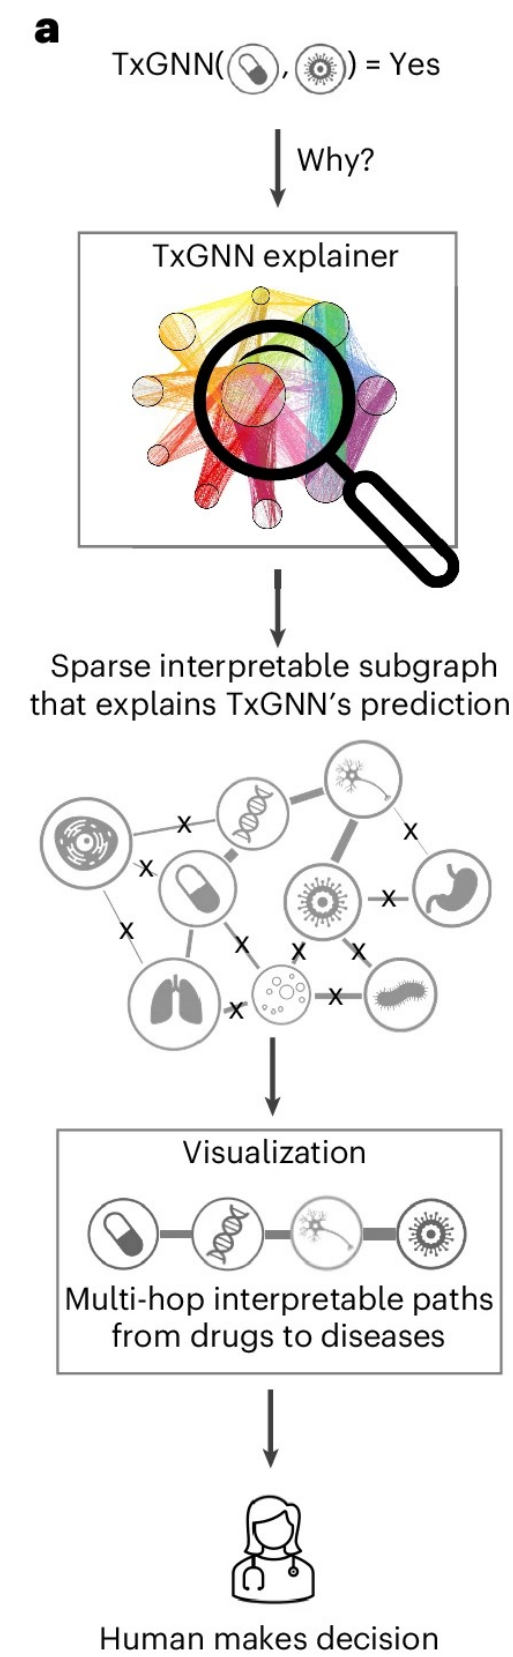 a
TxGNN( , ) = Yes
Why?
TxGNN explainer
Sparse interpretable subgraph
that explains TxGNN's prediction
X
X
X
X
X
X
X
X
X
X
Visualization
Multi-hop interpretable paths
from drugs to diseases
Human makes decision